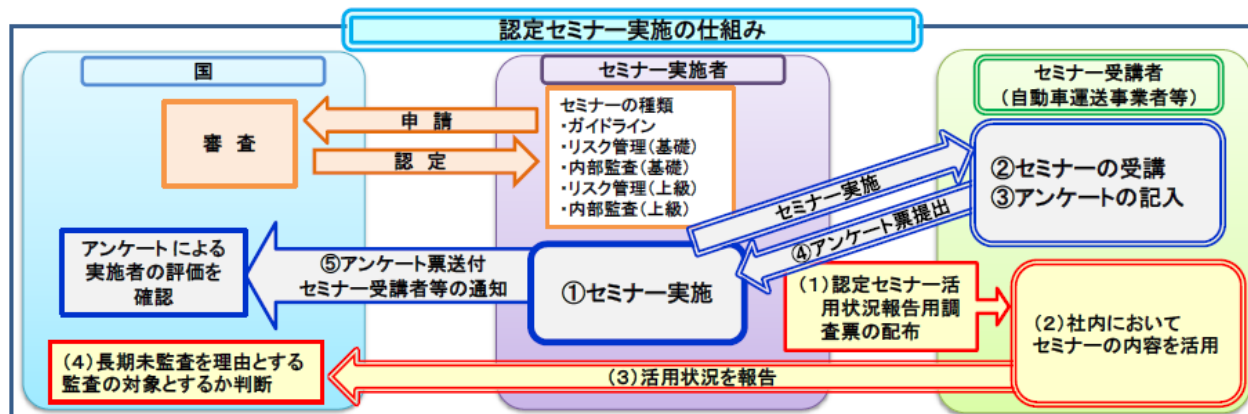 認定セミナー実施の仕組み
国
セミナー実施者
セミナー受講者
（自動車運送事業者等）
審 査
申 請
認 定
セミナーの種類
・ガイドライン
・リスク管理（基礎）
・内部監査（基礎）
・リスク管理（上級）
・内部監査（上級）
セミナー実施
④アンケート票提出
②セミナーの受講
③アンケートの記入
アンケートによる
実施者の評価を
確認
⑤アンケート票送付
セミナー受講者等の通知
①セミナー実施
（1）認定セミナー活
用状況報告用調
査票の配布
（2）社内において
セミナーの内容を活用
（3）活用状況を報告
（4）長期未監査を理由とする
監査の対象とするか判断